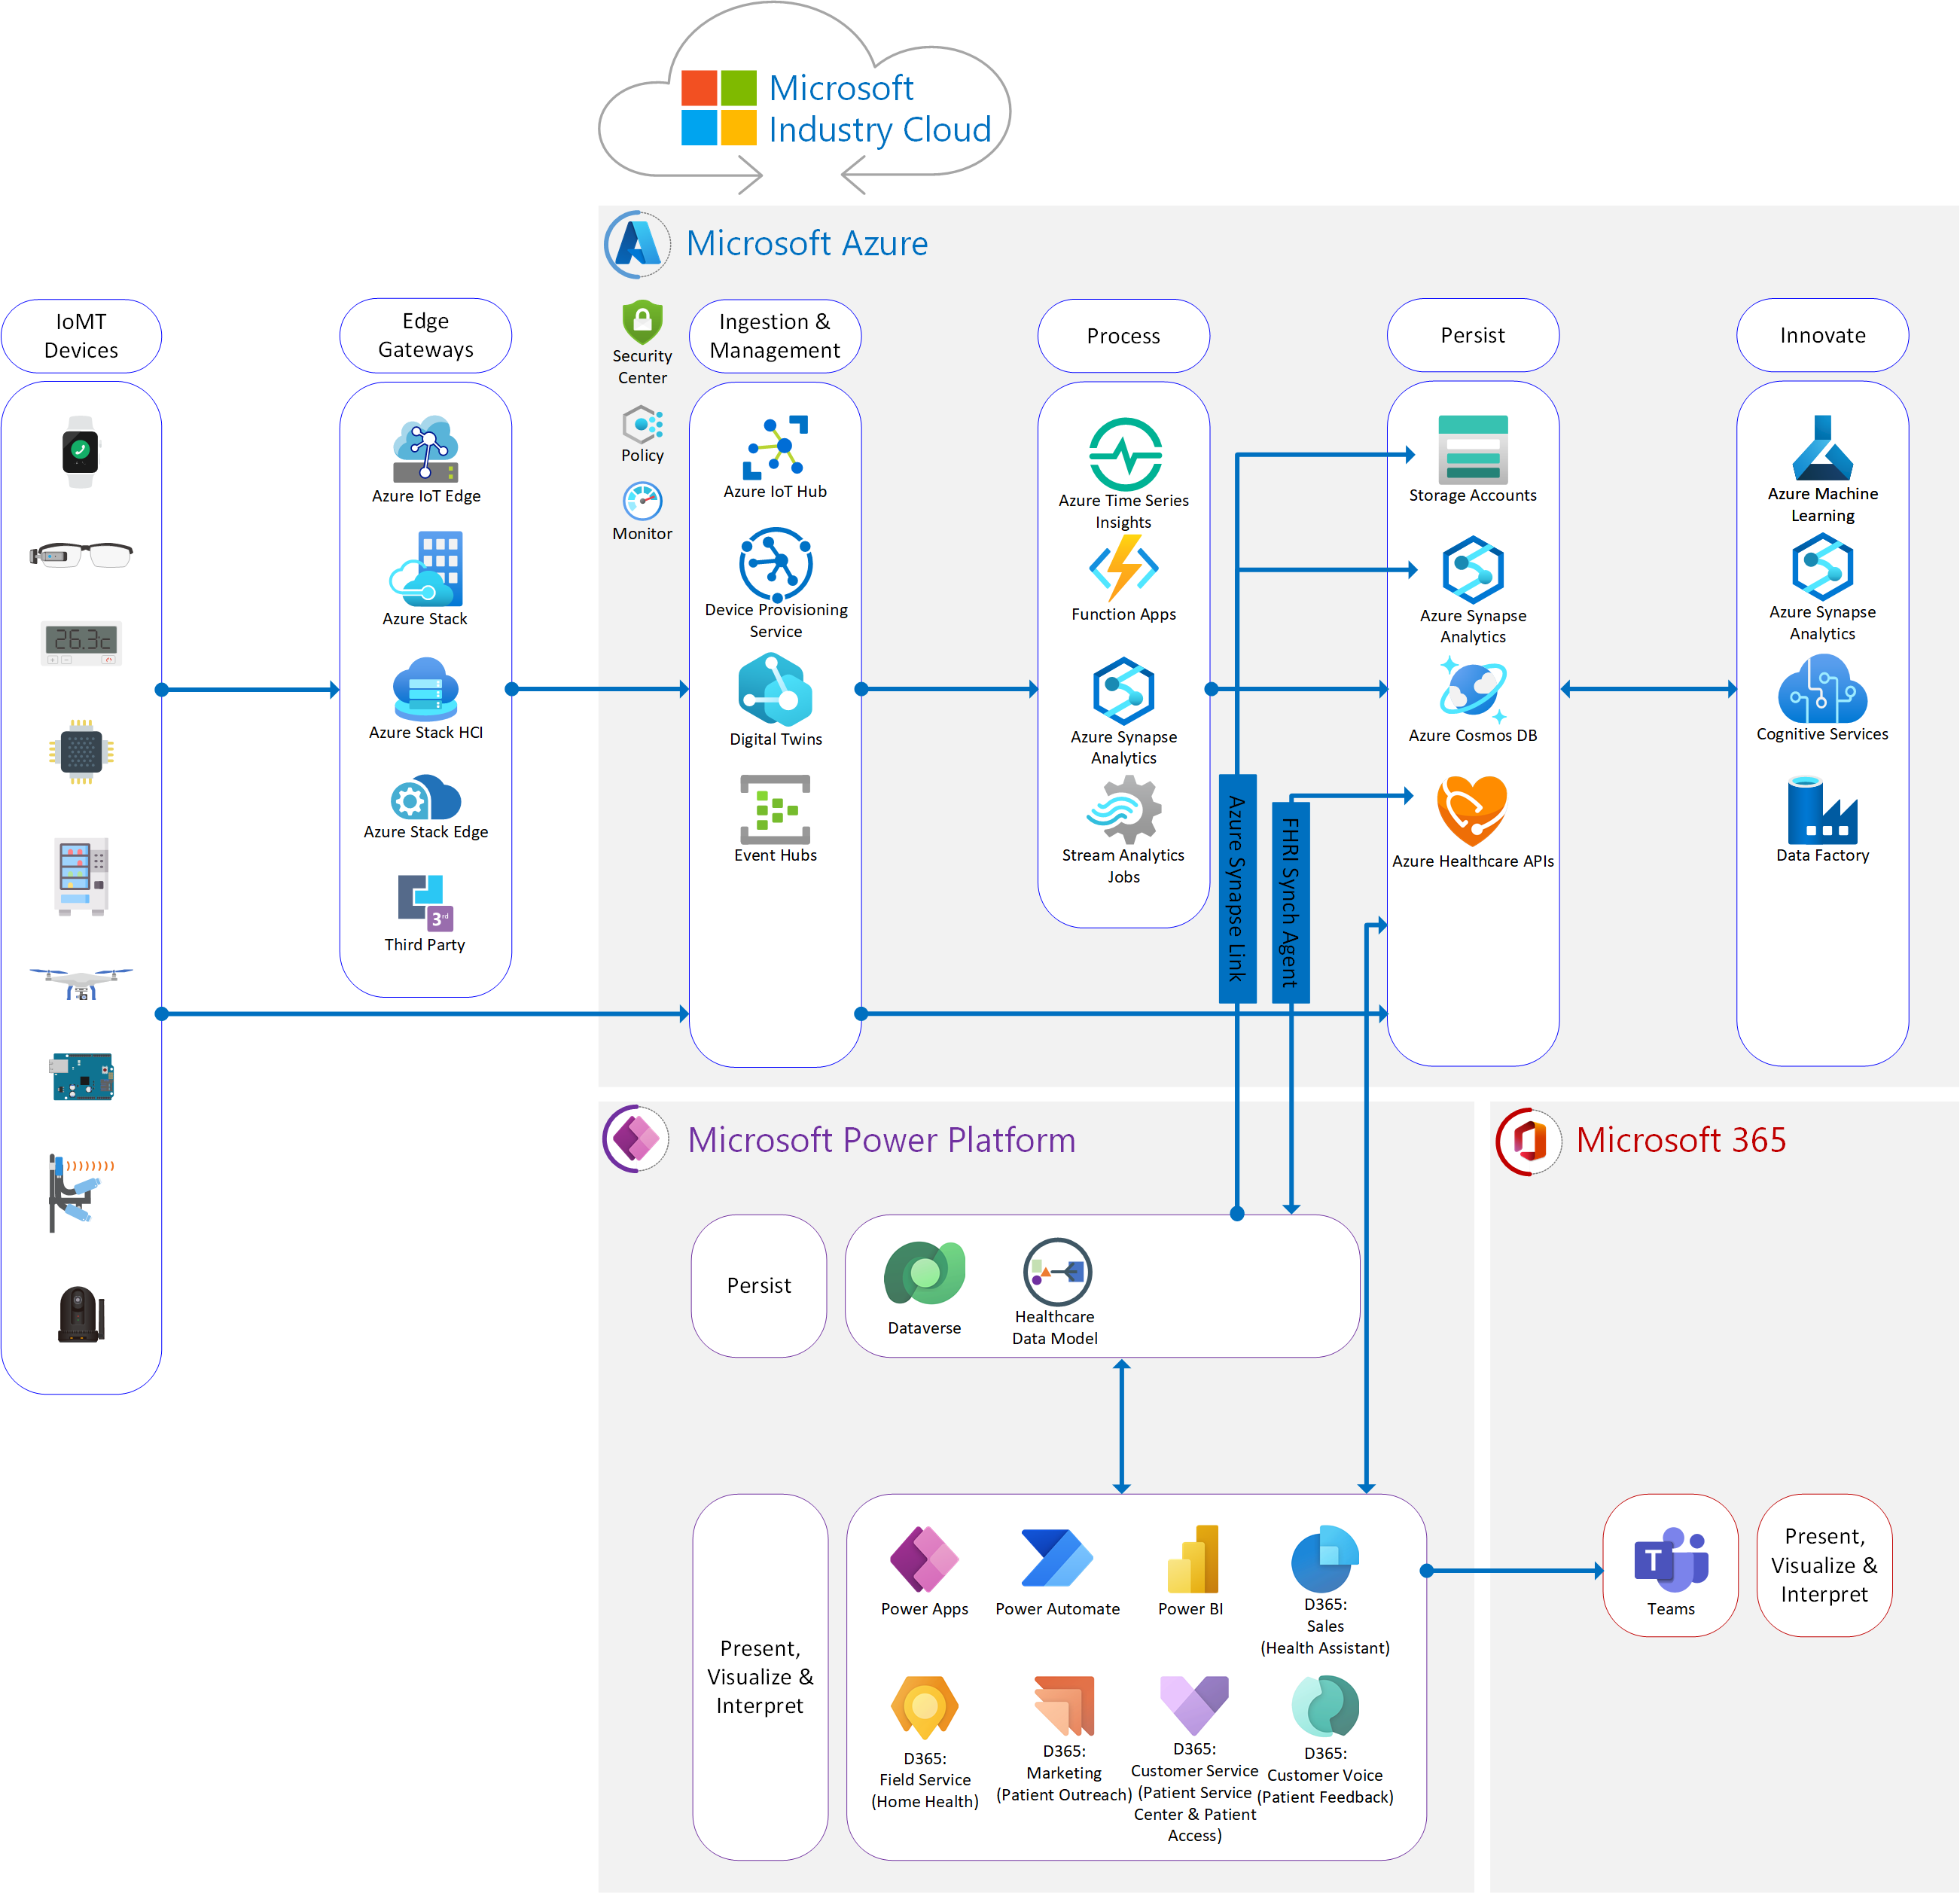 Microsoft
Industry Cloud
Microsoft Azure
IoMT
Devices
Edge
Gateways
Security
Center
Policy
Monitor
Ingestion &
Management
Process
Persist
Innovate
26.3c
Azure IoT Edge
Azure Stack
Azure Stack HCI
Azure Stack Edge
3rd
Third Party
Azure IoT Hub
Device Provisioning
Service
Digital Twins
Event Hubs
Azure Time Series
Insights
Function Apps
Azure Synapse
Analytics
Stream Analytics
Jobs
Azure Synapse Link
FHRI Synch Agent
Storage Accounts
Azure Synapse
Analytics
Azure Cosmos DB
Azure Healthcare APIs
Azure Machine
Learning
Azure Synapse
Analytics
Cognitive Services
Data Factory
Microsoft Power Platform
Persist
Dataverse
Healthcare
Data Model
Present,
Visualize &
Interpret
Power Apps
Power Automate
Power BI
D365:
Sales
(Health Assistant)
D365:
Field Service
(Home Health)
D365:
Marketing
(Patient Outreach)
D365:
Customer Service
(Patient Service
Center & Patient
Access)
D365:
Customer Voice
(Patient Feedback)
Microsoft 365
T
Teams
Present,
Visualize &
Interpret